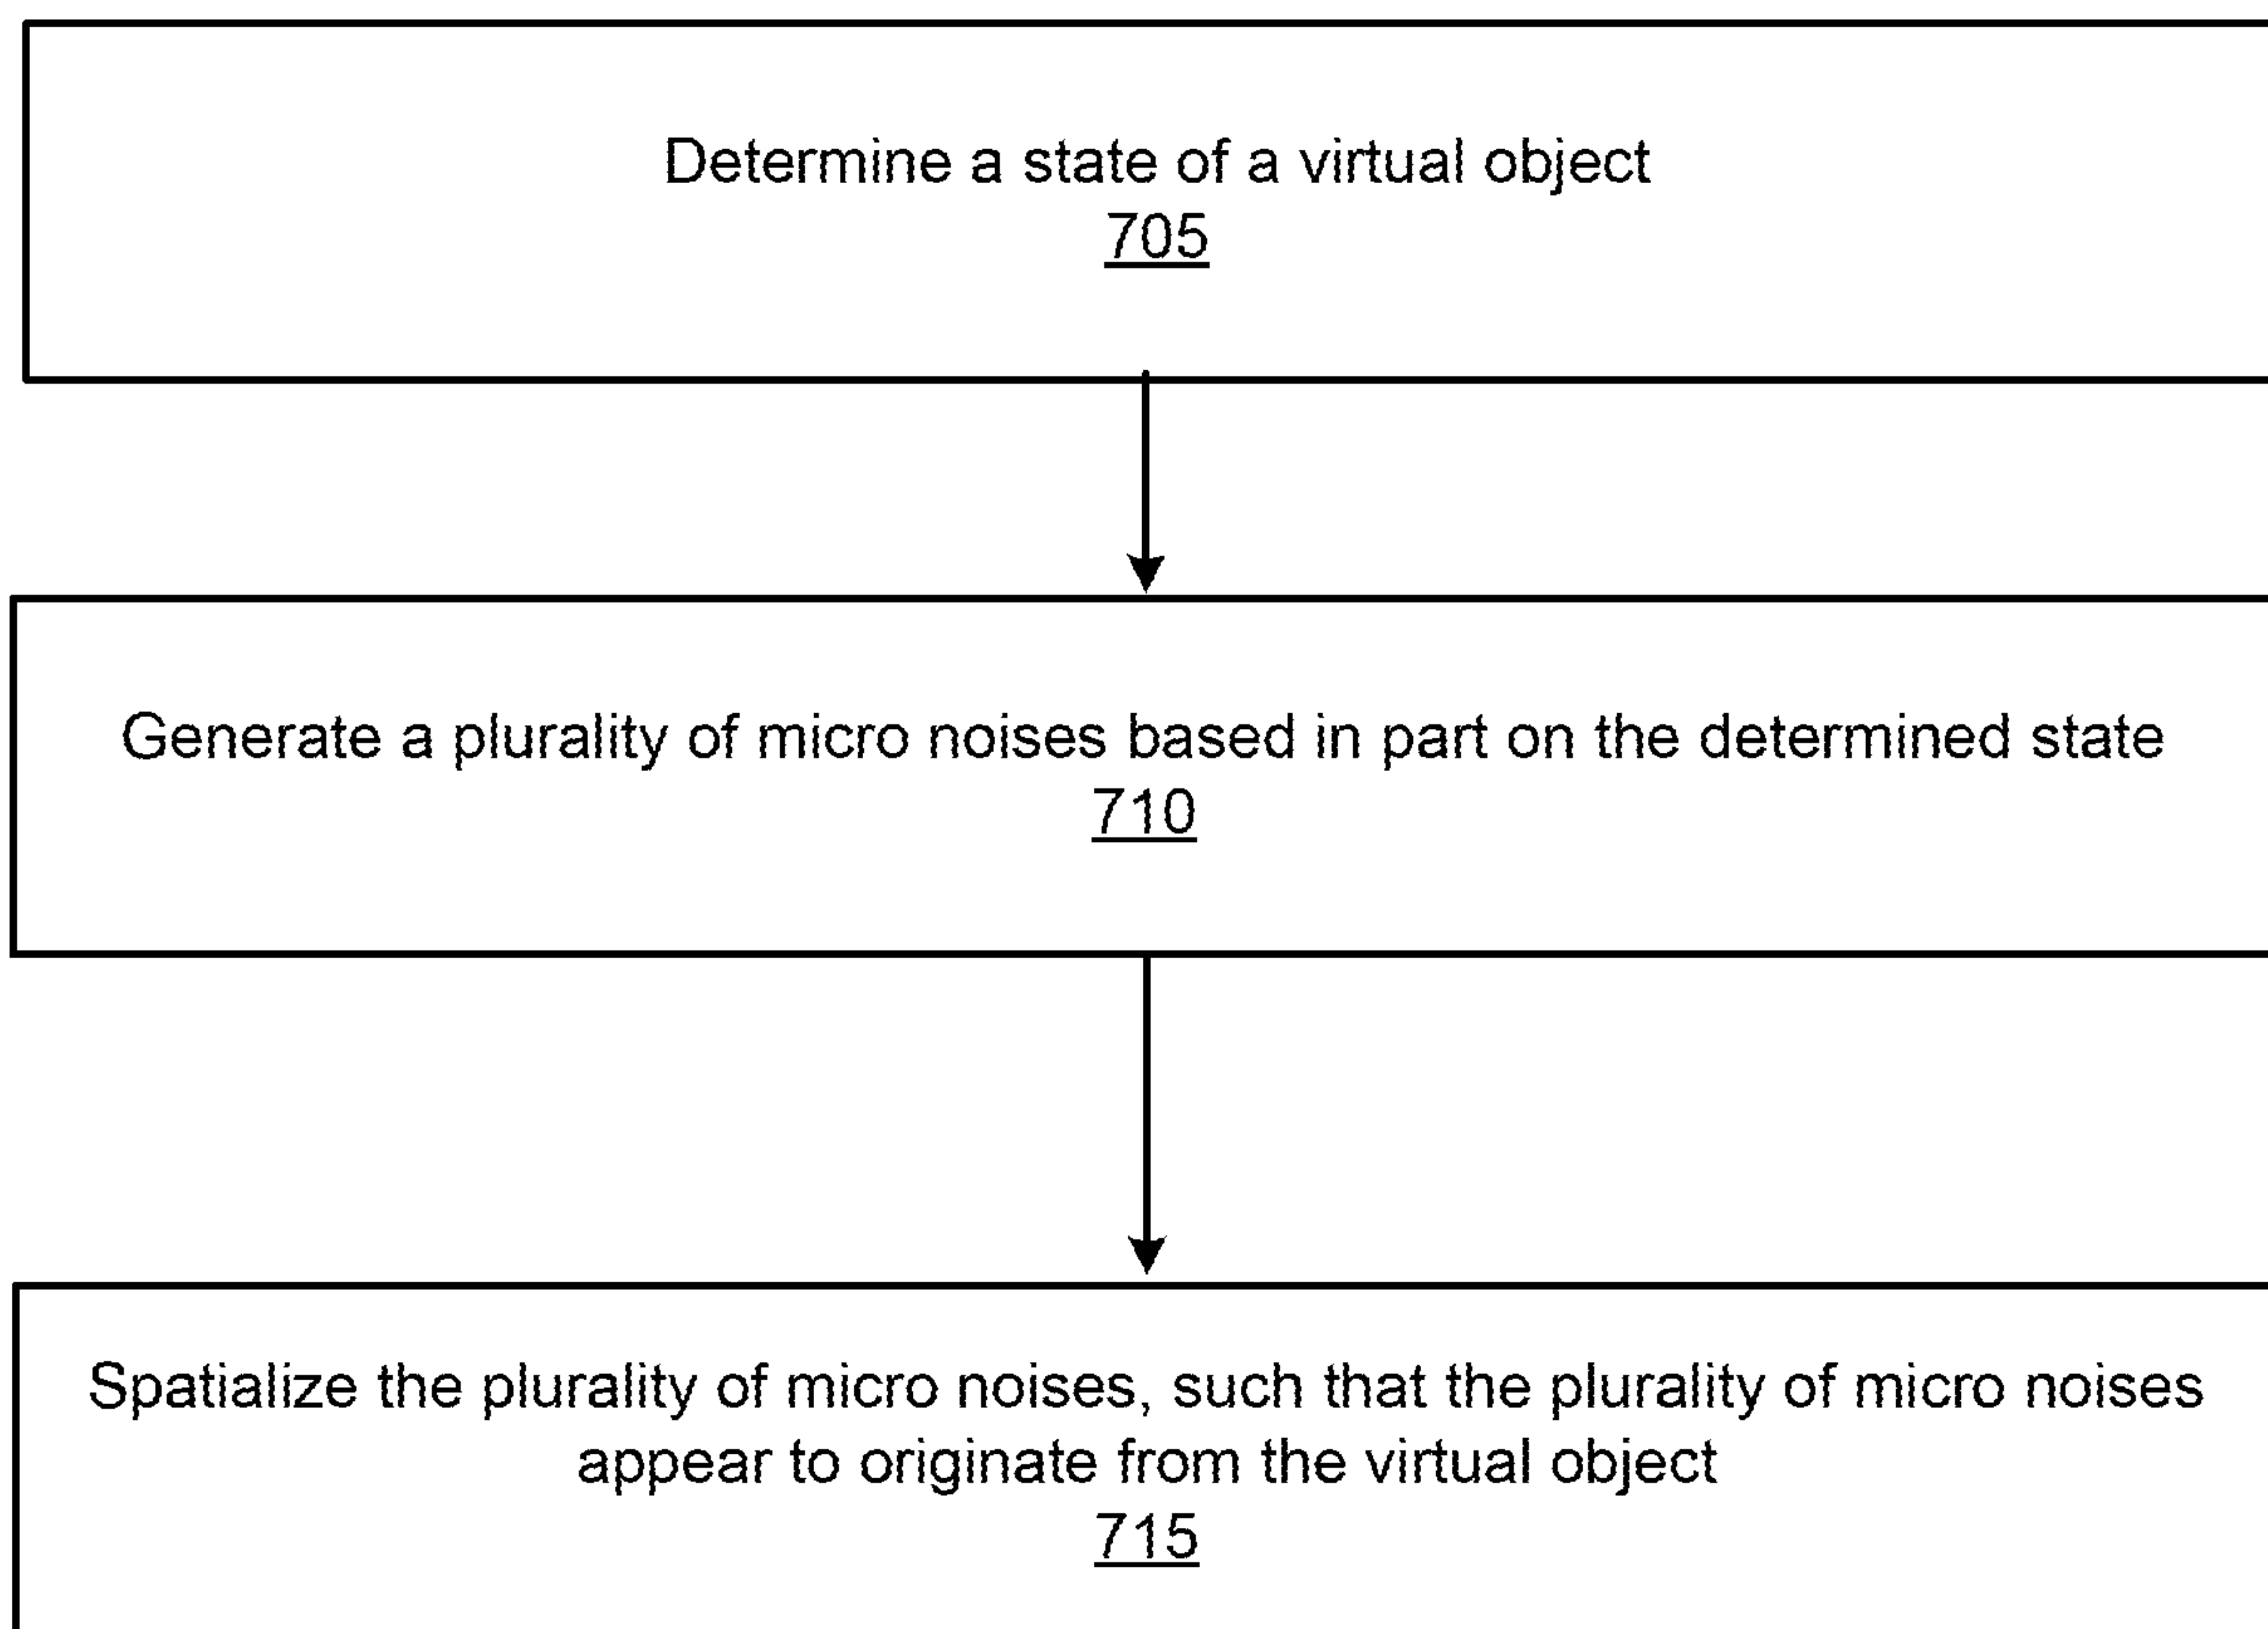 Determine a state of a virtual object
705
Generate a plurality of micro noises based in part on the determined state
710
Spatialize the plurality of micro noises, such that the plurality of micro noises
appear to originate from the virtual object
715